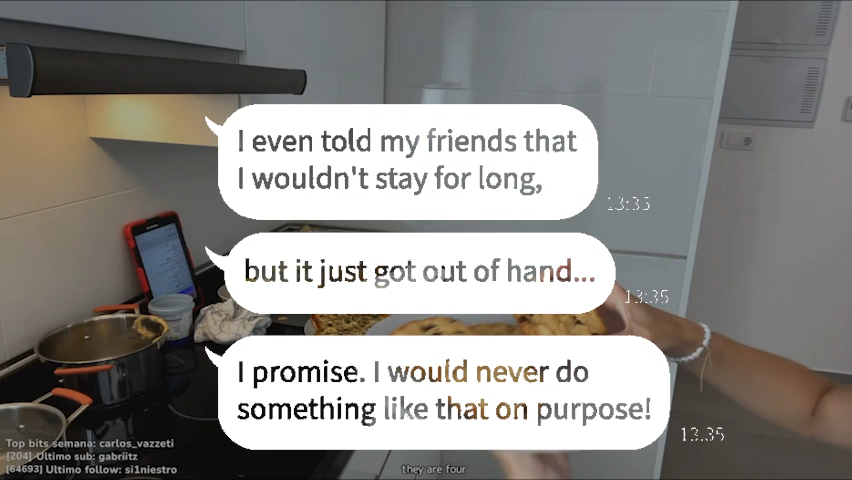 I even told my friends that
I wouldn't stay for long,
13:35
but it just got out of hand...
13:35
I promise. I would never do
something like that on purpose!
13:35
Top bits semana: carlos_vazzeti
[204] Ultimo sub: gabriitz
[64693] Ultimo follow: si1niestro
they are four